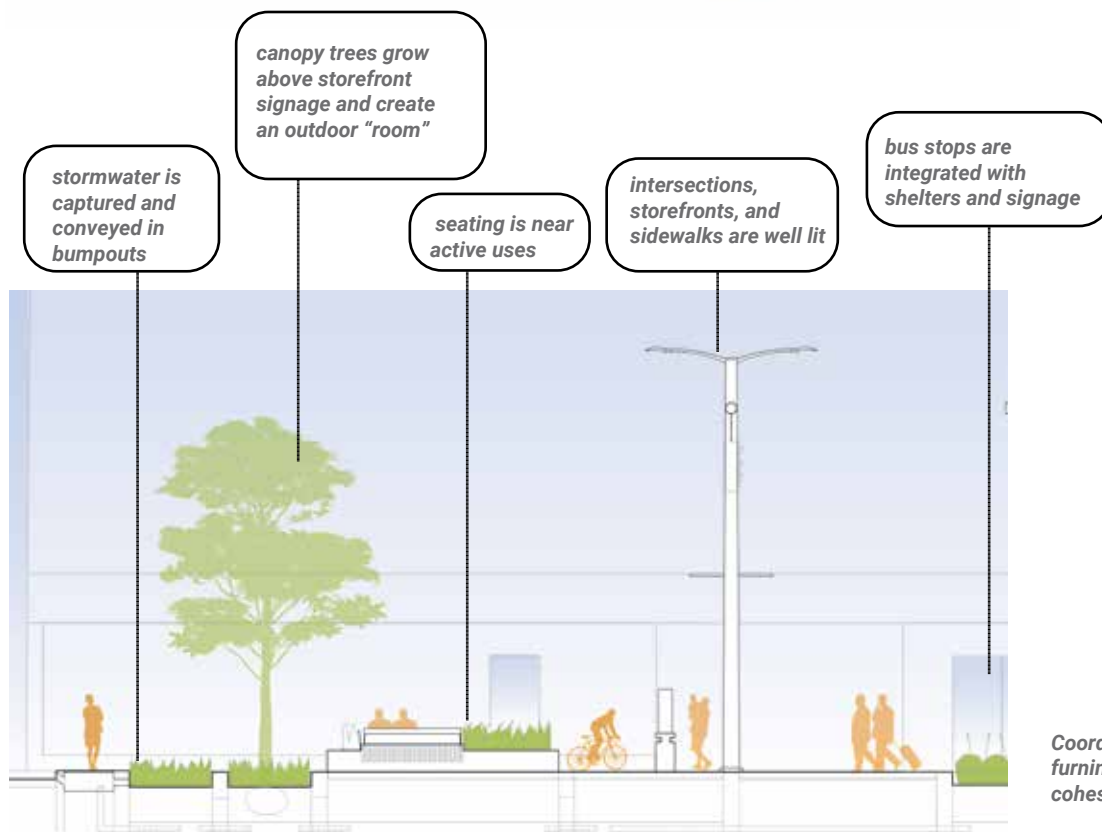 canopy trees grow
above storefront
signage and create
an outdoor “room”
stormwater is
captured and
conveyed in
bumpouts
seating is near
active uses
intersections,
storefronts, and
sidewalks are well lit
bus stops are
integrated with
shelters and signage
Coord
furnin
cohes